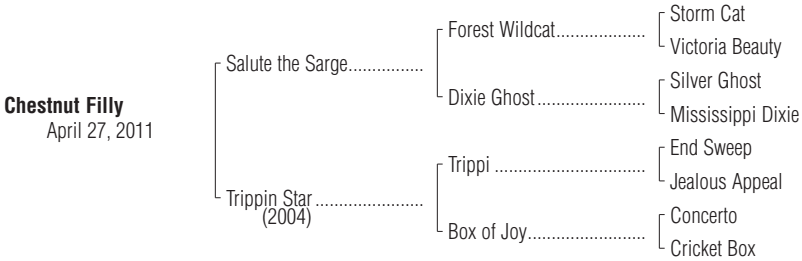 Storm Cat
Forest Wildcat....................
Victoria Beauty
Salute the Sarge................
Silver Ghost
Dixie Ghost........................
Mississippi Dixie
Chestnut Filly
April 27, 2011
End Sweep
Trippi .................................
Jealous Appeal
Trippin Star.......................
(2004)
Concerto
Box of Joy..........................
Cricket Box